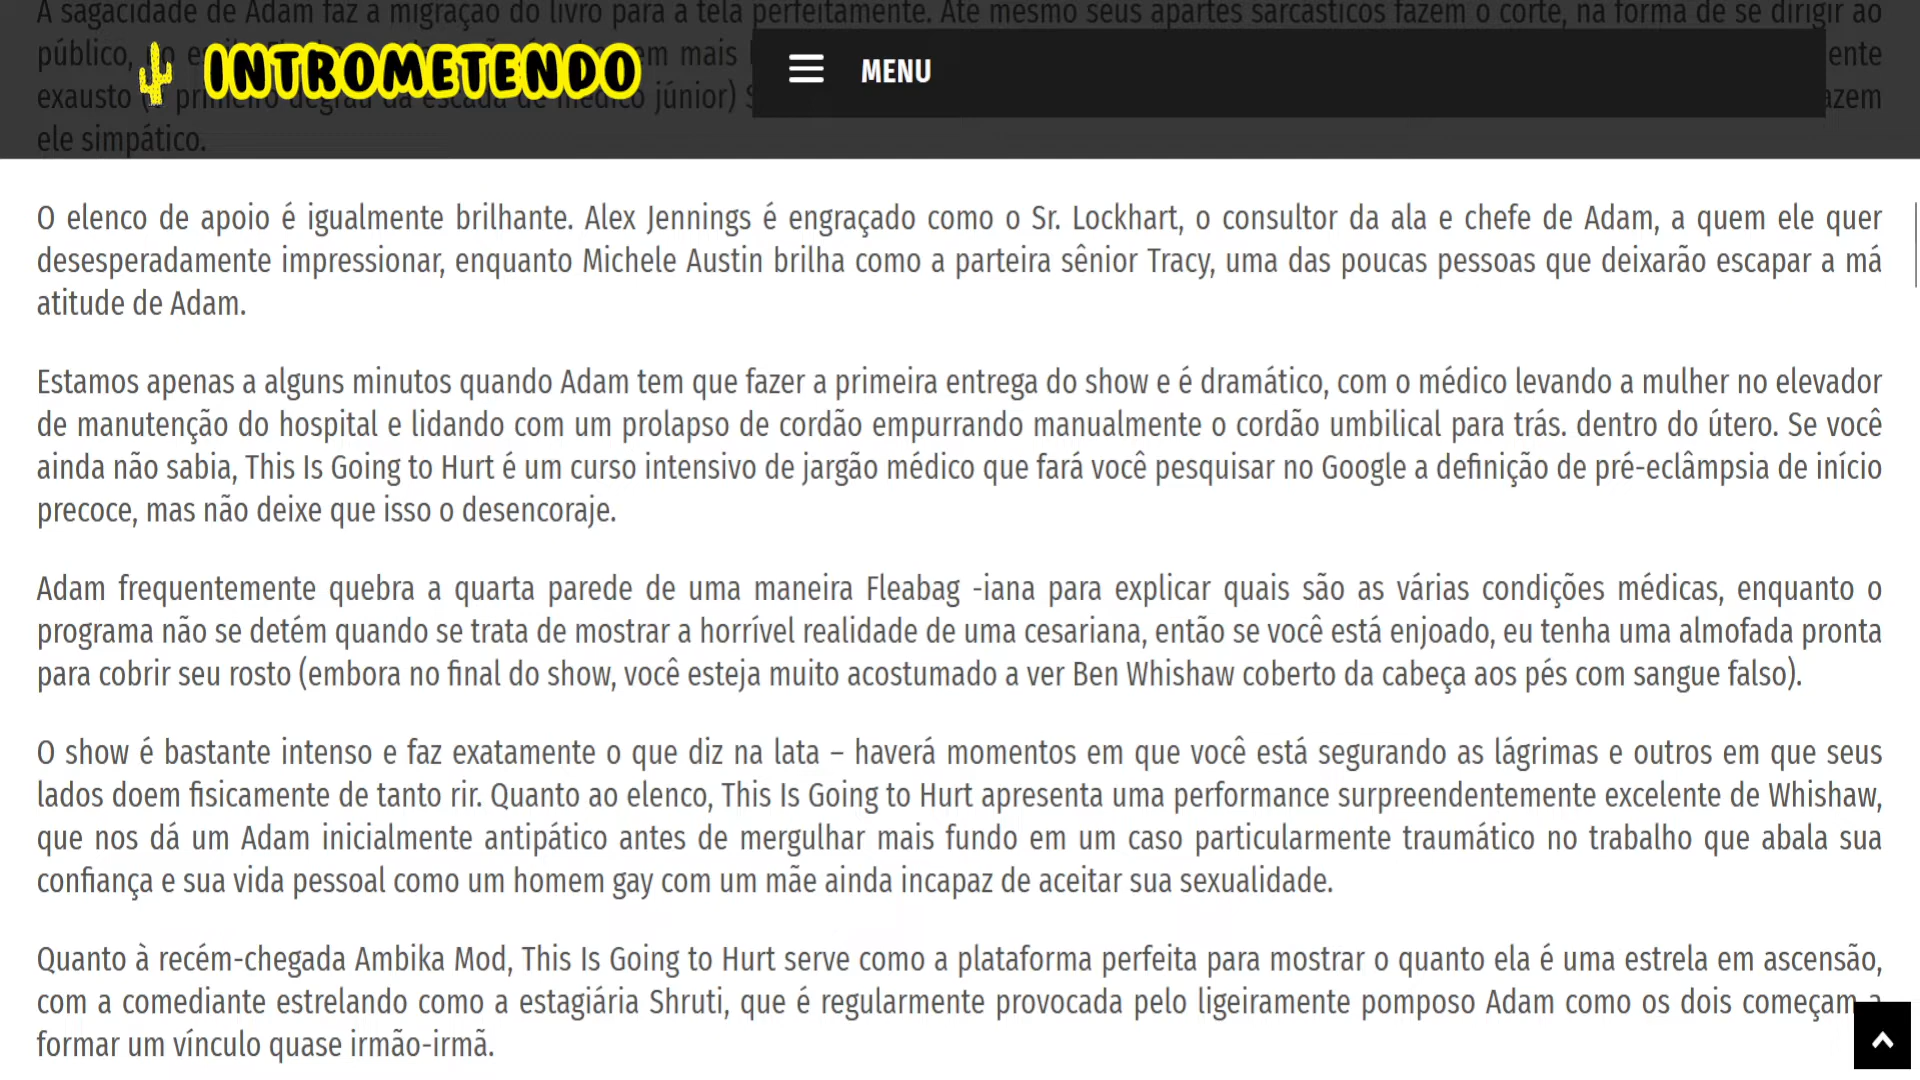 A sagacidade de Adam faz a migração do livro para a tela perfeitamente. Até mesmo seus apartes sarcásticos fazem o corte, na forma de se dirigir ao
público, em mais ente
INTROMETENDO
MENU
exausto primeiro degrau da escada de médico júnior) azem
ele simpático.
O elenco de apoio é igualmente brilhante. Alex Jennings é engraçado como o Sr. Lockhart, o consultor da ala e chefe de Adam, a quem ele quer
desesperadamente impressionar, enquanto Michele Austin brilha como a parteira sênior Tracy, uma das poucas pessoas que deixarão escapar a má
atitude de Adam.
Estamos apenas a alguns minutos quando Adam tem que fazer a primeira entrega do show e é dramático, com o médico levando a mulher no elevador
de manutenção do hospital e lidando com um prolapso de cordão empurrando manualmente o cordão umbilical para trás. dentro do útero. Se você
ainda não sabia, This Is Going to Hurt é um curso intensivo de jargão médico que fará você pesquisar no Google a definição de pré-eclâmpsia de início
precoce, mas não deixe que isso o desencoraje.
Adam frequentemente quebra a quarta parede de uma maneira Fleabag -iana para explicar quais são as várias condições médicas, enquanto o
programa não se detém quando se trata de mostrar a horrível realidade de uma cesariana, então se você está enjoado, eu tenha uma almofada pronta
para cobrir seu rosto (embora no final do show, você esteja muito acostumado a ver Ben Whishaw coberto da cabeça aos pés com sangue falso).
O show é bastante intenso e faz exatamente o que diz na lata – haverá momentos em que você está segurando as lágrimas e outros em que seus
lados doem fisicamente de tanto rir. Quanto ao elenco, This Is Going to Hurt apresenta uma performance surpreendentemente excelente de Whishaw,
que nos dá um Adam inicialmente antipático antes de mergulhar mais fundo em um caso particularmente traumático no trabalho que abala sua
confiança e sua vida pessoal como um homem gay com um mãe ainda incapaz de aceitar sua sexualidade.
Quanto à recém-chegada Ambika Mod, This Is Going to Hurt serve como a plataforma perfeita para mostrar o quanto ela é uma estrela em ascensão,
com a comediante estrelando como a estagiária Shruti, que é regularmente provocada pelo ligeiramente pomposo Adam como os dois começam a
formar um vínculo quase irmão-irmã.